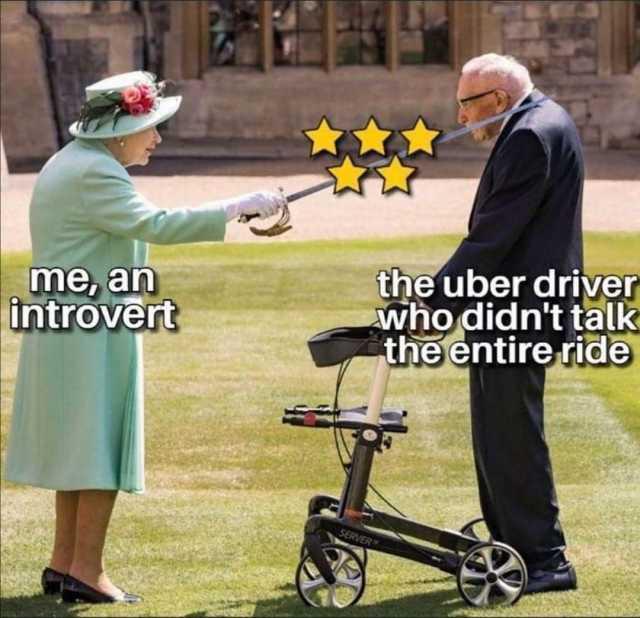 me, an
introvert
the uber driver
who didn't talk
the entire ride
SERVER